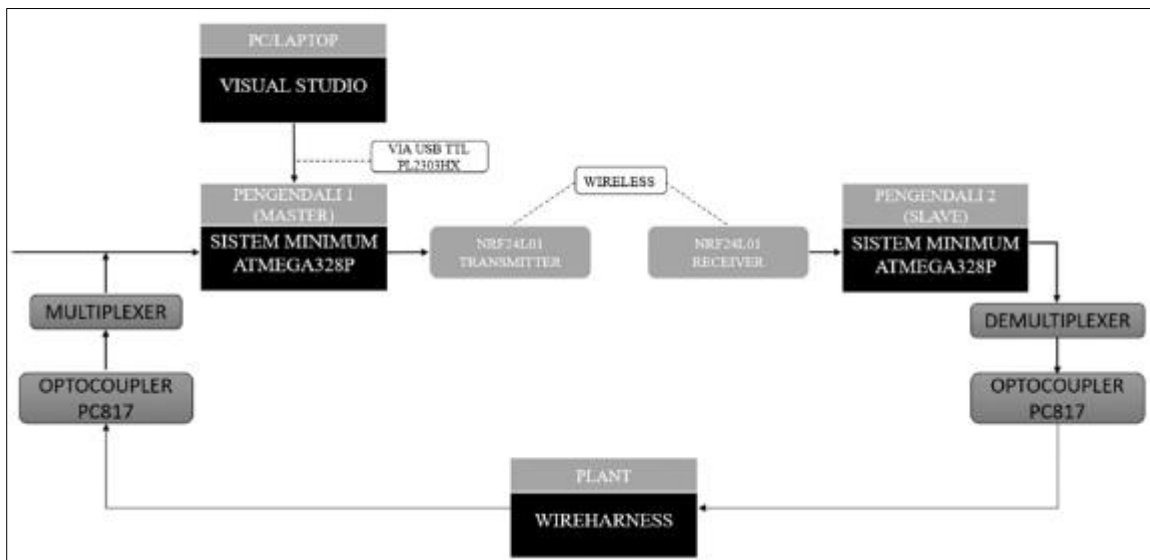 PC/LAPTOP
VISUAL STUDIO
VIA USB TTL
PL2303HX
WIRELESS
PENGENDALI 1
(MASTER)
SISTEM MINIMUM
ATMEGA328P
NRF24L01
TRANSMITTER
NRF24L01
RECEIVER
PENGENDALI 2
(SLAVE)
SISTEM MINIMUM
ATMEGA328P
MULTIPLEXER
DEMULTIPLEXER
OPTOCOUPLER
PC817
OPTOCOUPLER
PC817
PLANT
WIREHARNESS